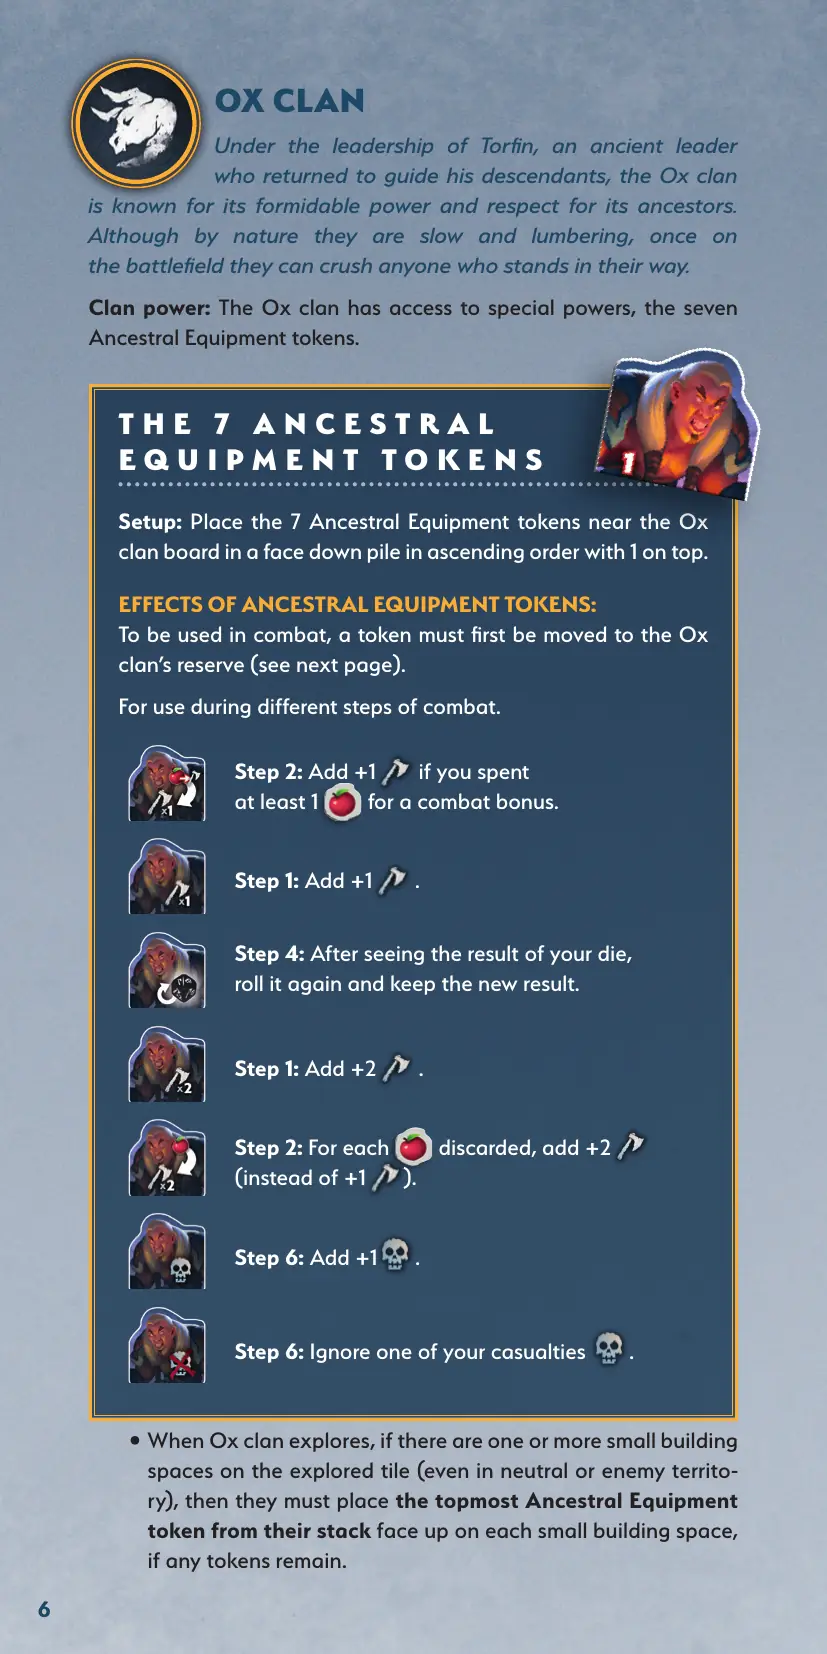 OX CLAN
Under the leadership of Torfin, an ancient leader
who returned to guide his descendants, the Ox clan
is known for its formidable power and respect for its ancestors.
Although by nature they are slow and lumbering, once on
the battlefield they can crush anyone who stands in their way.
Clan power: The Ox clan has access to special powers, the seven
Ancestral Equipment tokens.
THE 7 ANCESTRAL
EQUIPMENT TOKENS
1
Setup: Place the 7 Ancestral Equipment tokens near the Ox
clan board in a face down pile in ascending order with 1 on top.
EFFECTS OF ANCESTRAL EQUIPMENT TOKENS:
To be used in combat, a token must first be moved to the Ox
clan's reserve (see next page).
For use during different steps of combat.
x1
Step 2: Add +1 if you spent
at least 1 for a combat bonus.
x1
Step 1: Add +1 .
Step 4: After seeing the result of your die,
roll it again and keep the new result.
x2
Step 1: Add +2 .
x2
Step 2: For each discarded, add +2
(instead of +1 ).
Step 6: Add +1 .
Step 6: Ignore one of your casualties .
• When Ox clan explores, if there are one or more small building
spaces on the explored tile (even in neutral or enemy territo-
ry), then they must place the topmost Ancestral Equipment
token from their stack face up on each small building space,
if any tokens remain.
6